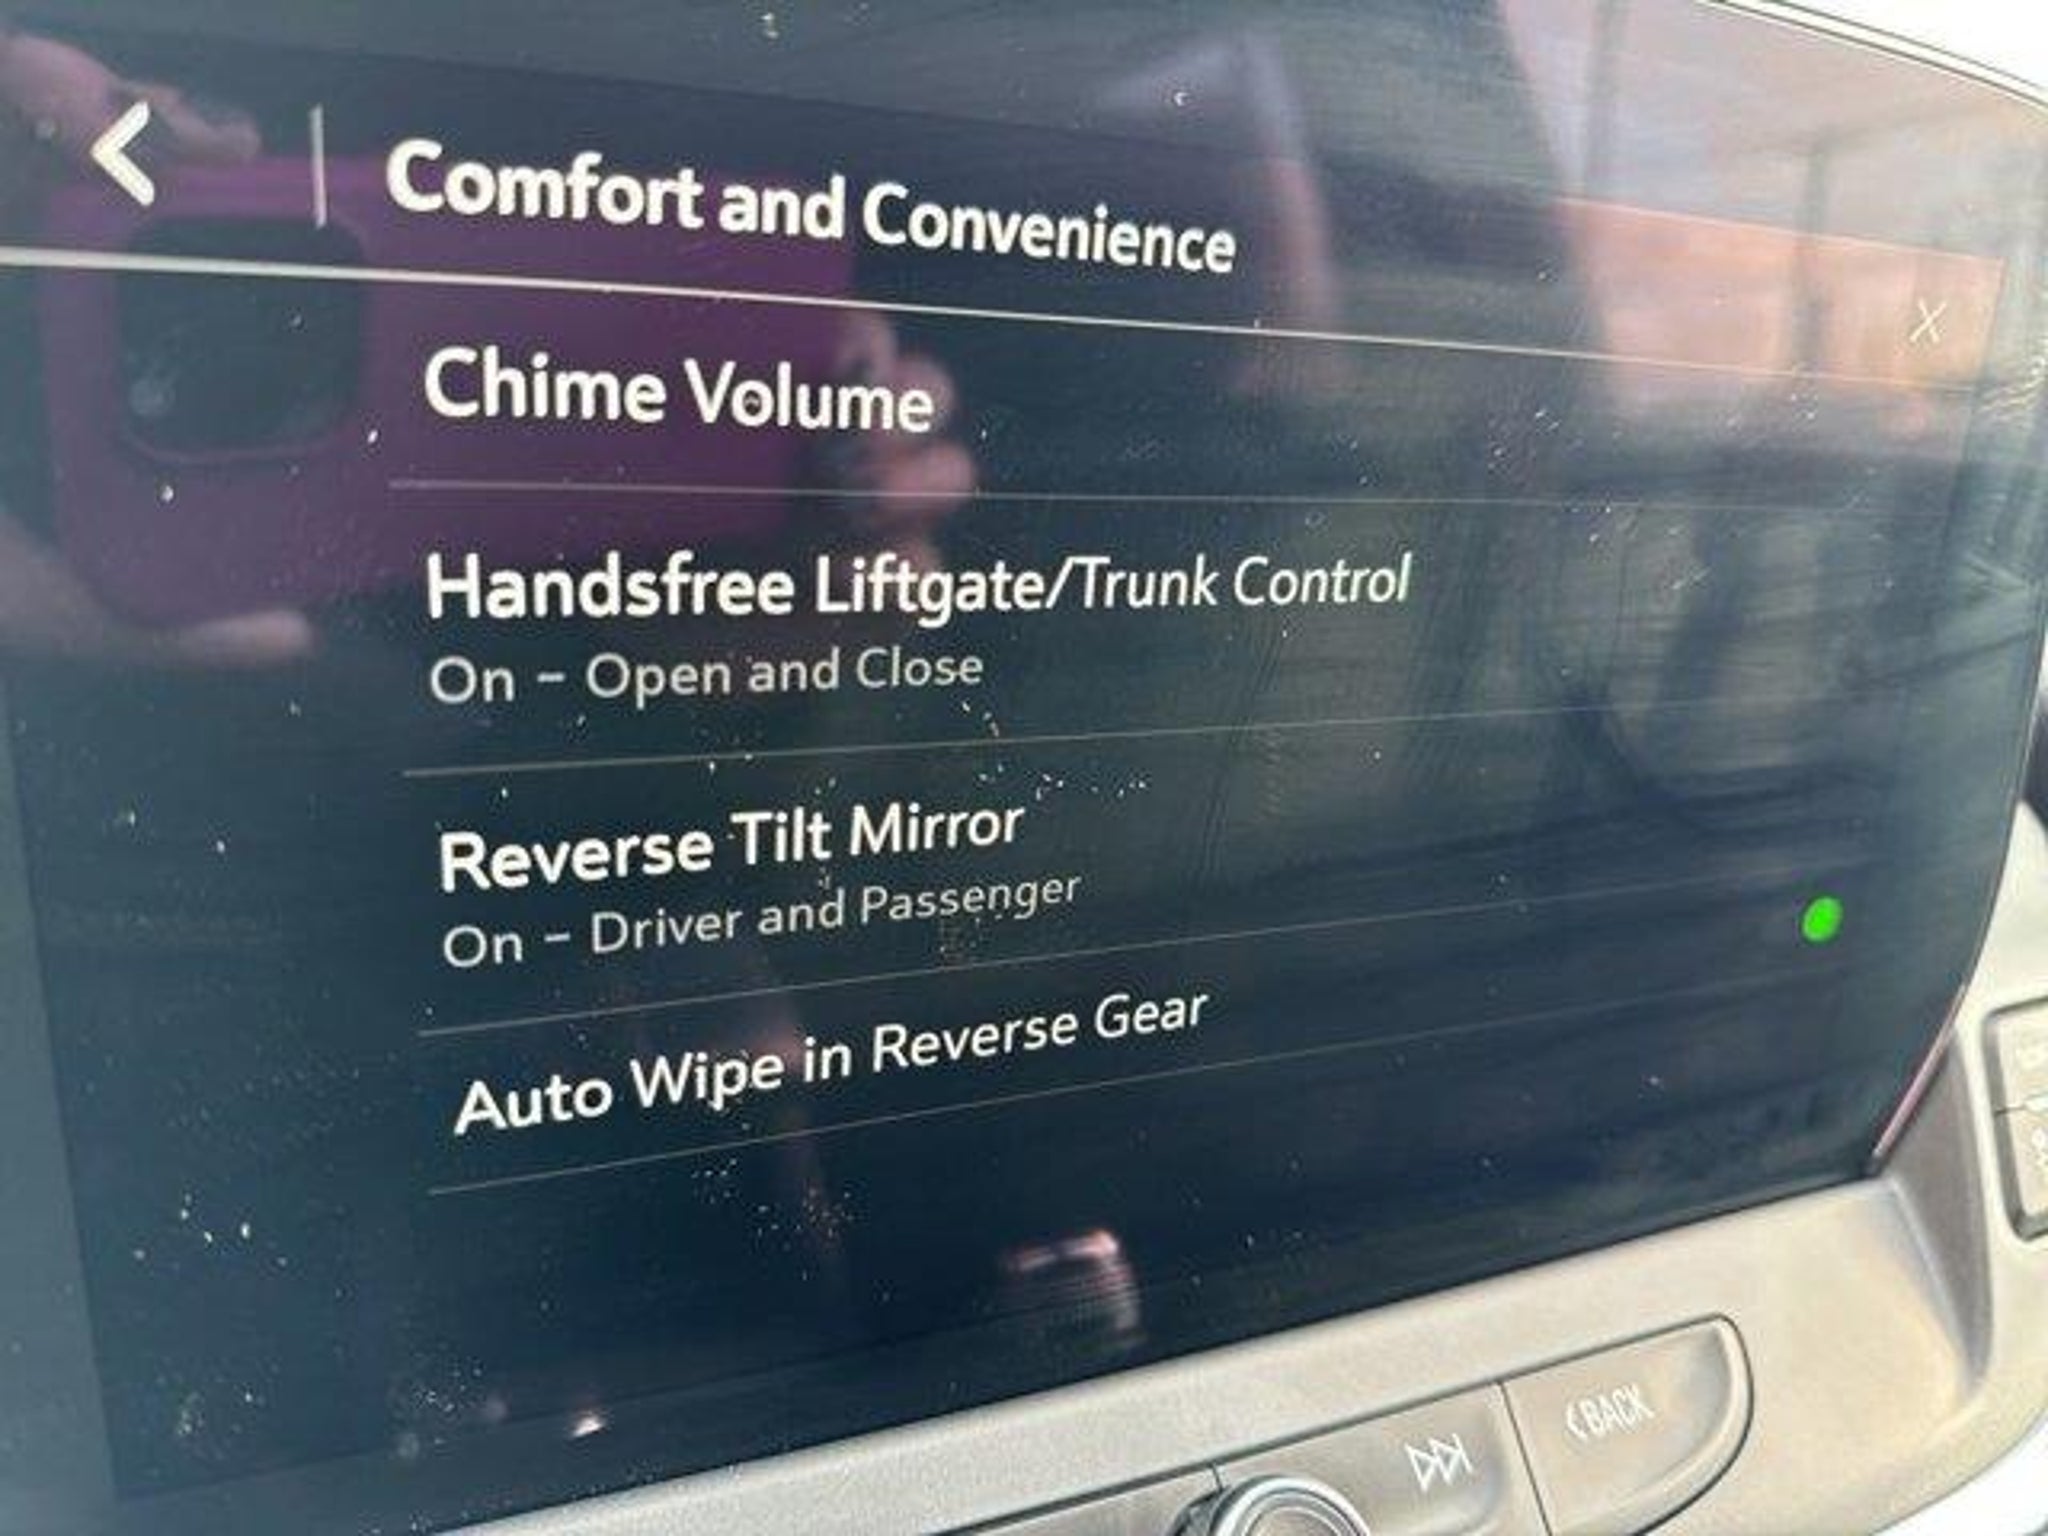 Comfort and Convenience
Chime Volume
Handsfree Liftgate/Trunk Control
On - Open and Close
Reverse Tilt Mirror
On - Driver and Passenger
Auto Wipe in Reverse Gear
BACK